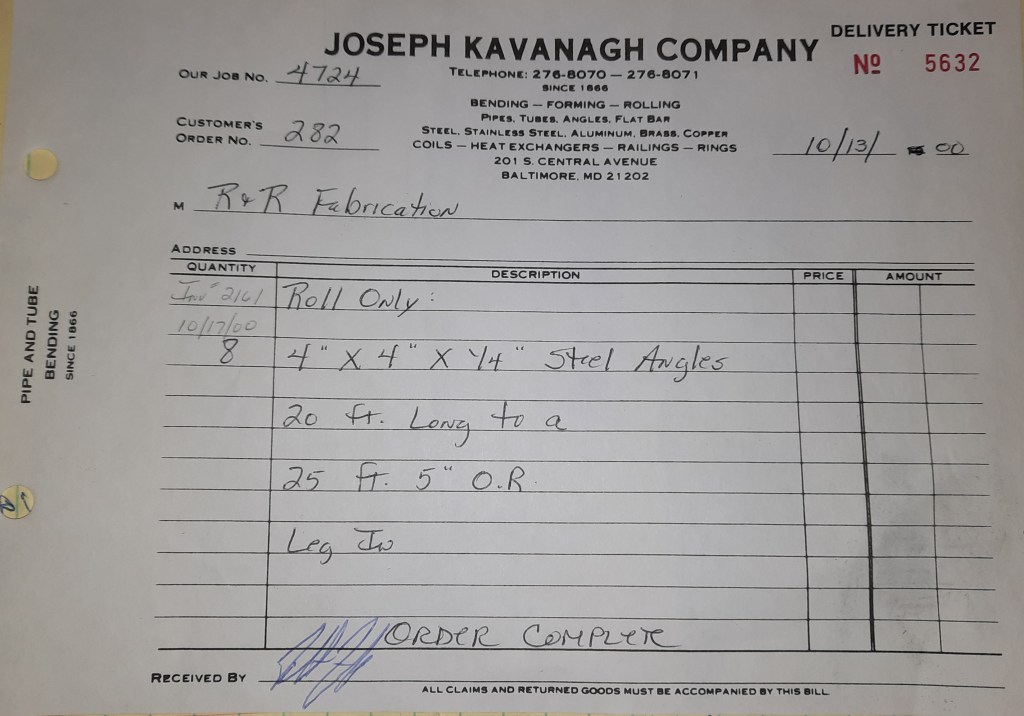 DELIVERY TICKET
JOSEPH KAVANAGH COMPANY
Nº 5632
OUR JOB NO. 4724
TELEPHONE: 276-8070 — 276-8071
SINCE 1866
BENDING — FORMING — ROLLING
PIPES, TUBES, ANGLES, FLAT BAR
CUSTOMER'S
ORDER NO. 282
STEEL, STAINLESS STEEL, ALUMINUM, BRASS, COPPER
COILS — HEAT EXCHANGERS — RAILINGS — RINGS
10/13/ 00
201 S. CENTRAL AVENUE
BALTIMORE, MD 21202
M R & R Fabrication
ADDRESS
QUANTITY DESCRIPTION PRICE AMOUNT
Inv # 2161 Roll Only:
10/17/00
8 4" X 4" X 1/4" Steel Angles
20 ft. Long to a
25 ft. 5" O.R.
Leg In
ORDER COMPLETE
RECEIVED BY
ALL CLAIMS AND RETURNED GOODS MUST BE ACCOMPANIED BY THIS BILL
PIPE AND TUBE
BENDING
SINCE 1866